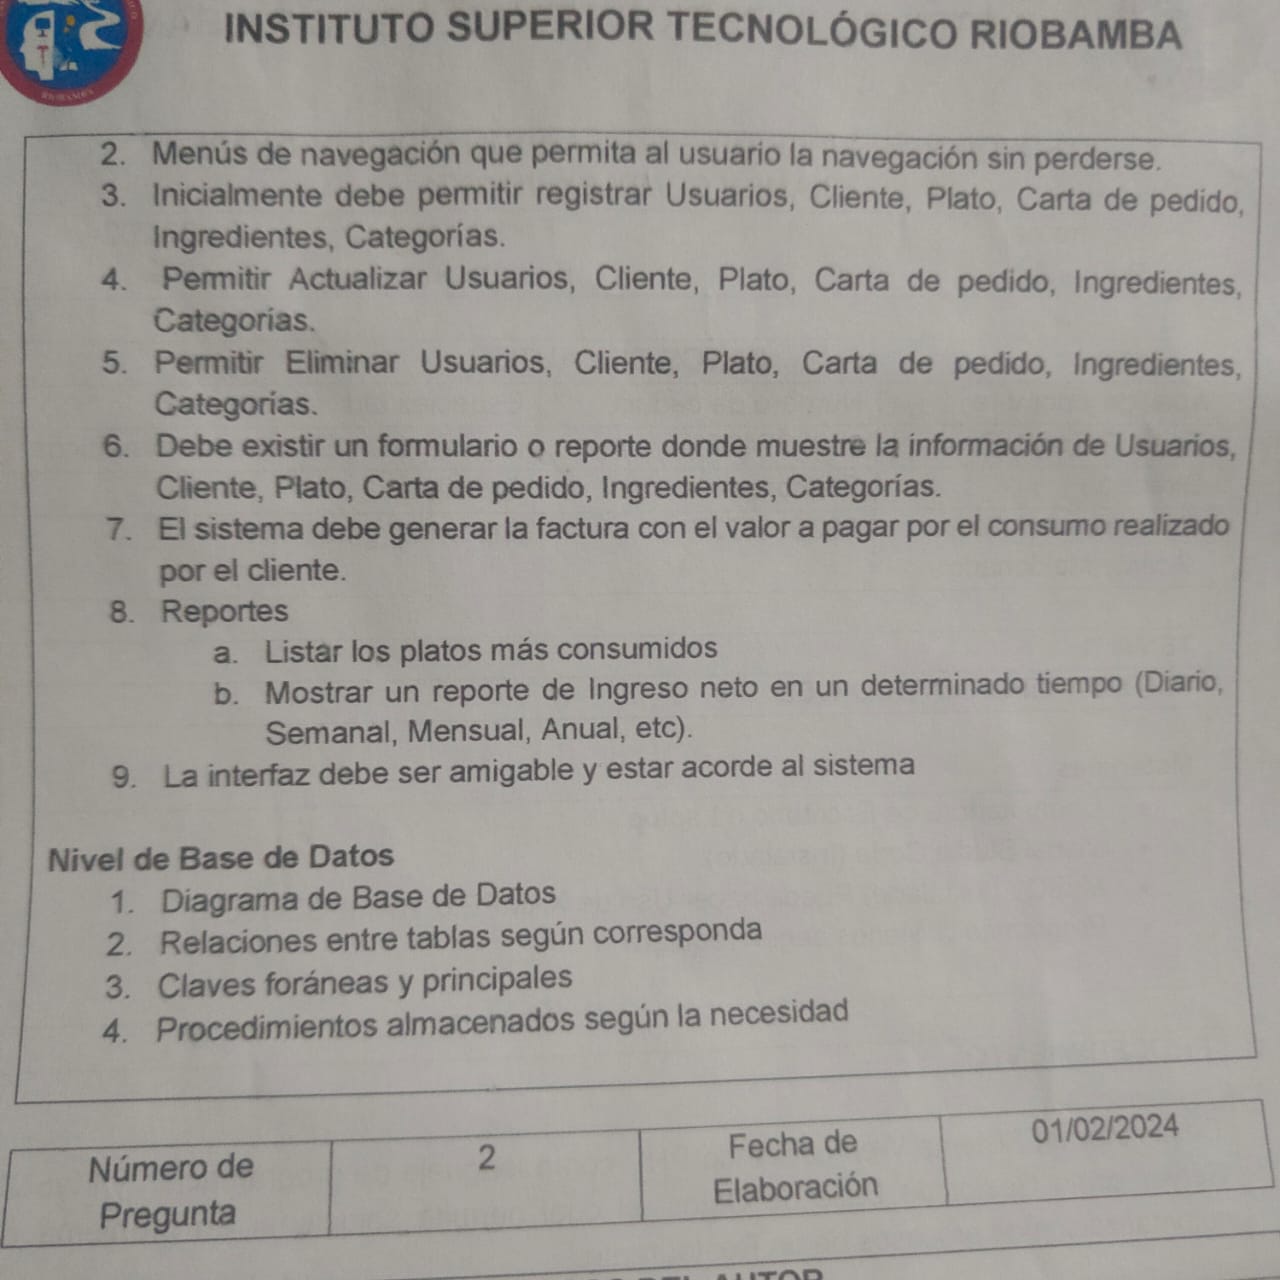 INSTITUTO SUPERIOR TECNOLÓGICO RIOBAMBA
RIOBAMBA
2. Menús de navegación que permita al usuario la navegación sin perderse.
3. Inicialmente debe permitir registrar Usuarios, Cliente, Plato, Carta de pedido,
Ingredientes, Categorías.
4. Permitir Actualizar Usuarios, Cliente, Plato, Carta de pedido, Ingredientes,
Categorías.
5. Permitir Eliminar Usuarios, Cliente, Plato, Carta de pedido, Ingredientes,
Categorías.
6. Debe existir un formulario o reporte donde muestre la información de Usuarios,
Cliente, Plato, Carta de pedido, Ingredientes, Categorías.
7. El sistema debe generar la factura con el valor a pagar por el consumo realizado
por el cliente.
8. Reportes
a. Listar los platos más consumidos
b. Mostrar un reporte de Ingreso neto en un determinado tiempo (Diario,
Semanal, Mensual, Anual, etc).
9. La interfaz debe ser amigable y estar acorde al sistema
Nivel de Base de Datos
1. Diagrama de Base de Datos
2. Relaciones entre tablas según corresponda
3. Claves foráneas y principales
4. Procedimientos almacenados según la necesidad
Número de
Pregunta
2
Fecha de
Elaboración
01/02/2024
DEL AUTOR